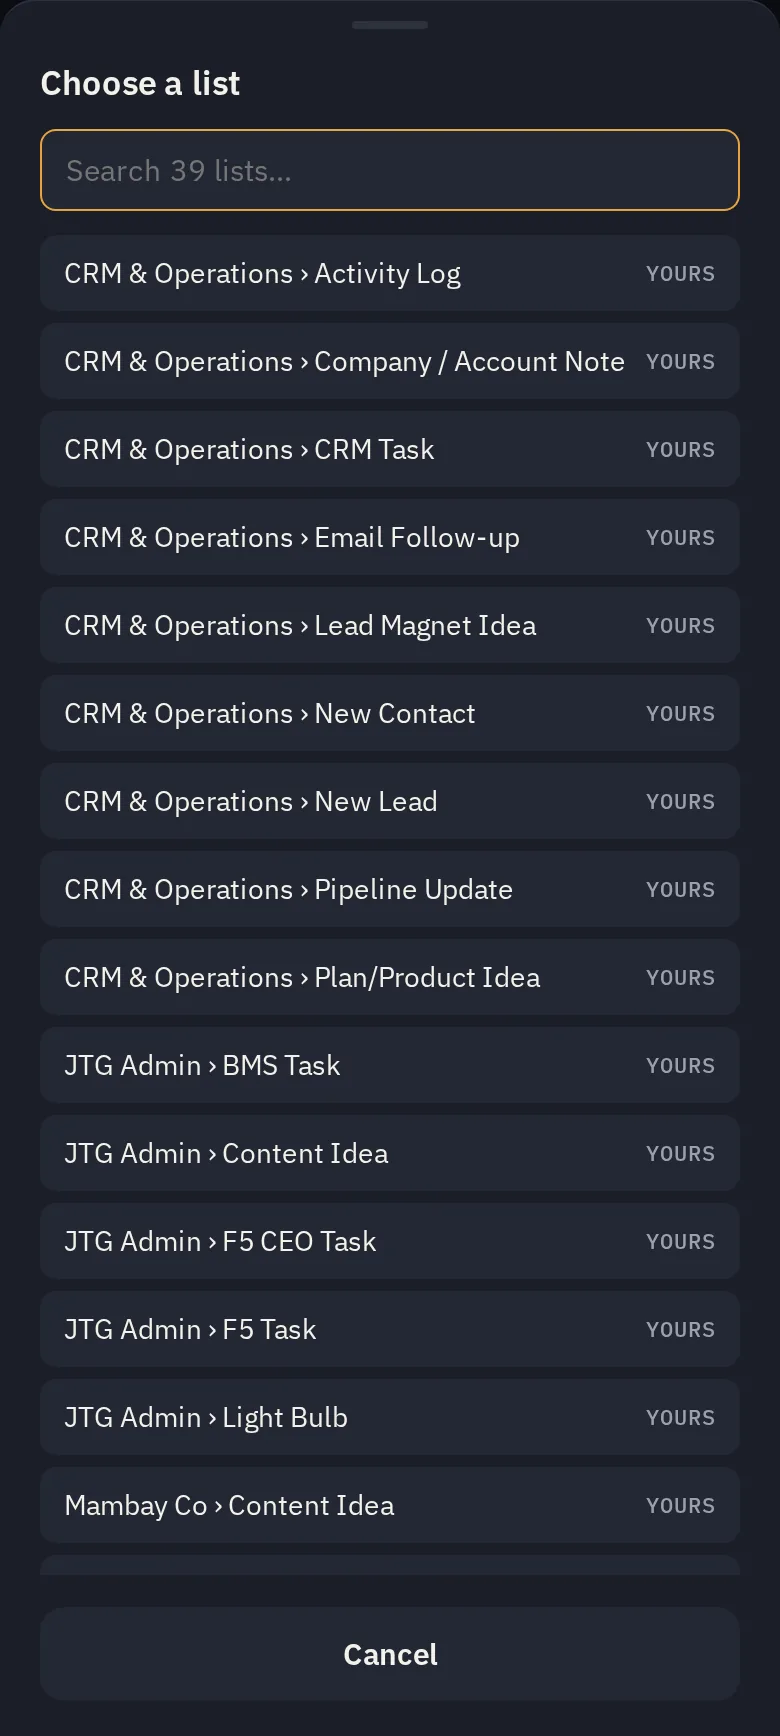 Choose a list
Search 39 lists...
CRM & Operations › Activity Log YOURS
CRM & Operations › Company / Account Note YOURS
CRM & Operations › CRM Task YOURS
CRM & Operations › Email Follow-up YOURS
CRM & Operations › Lead Magnet Idea YOURS
CRM & Operations › New Contact YOURS
CRM & Operations › New Lead YOURS
CRM & Operations › Pipeline Update YOURS
CRM & Operations › Plan/Product Idea YOURS
JTG Admin › BMS Task YOURS
JTG Admin › Content Idea YOURS
JTG Admin › F5 CEO Task YOURS
JTG Admin › F5 Task YOURS
JTG Admin › Light Bulb YOURS
Mambay Co › Content Idea YOURS
Cancel